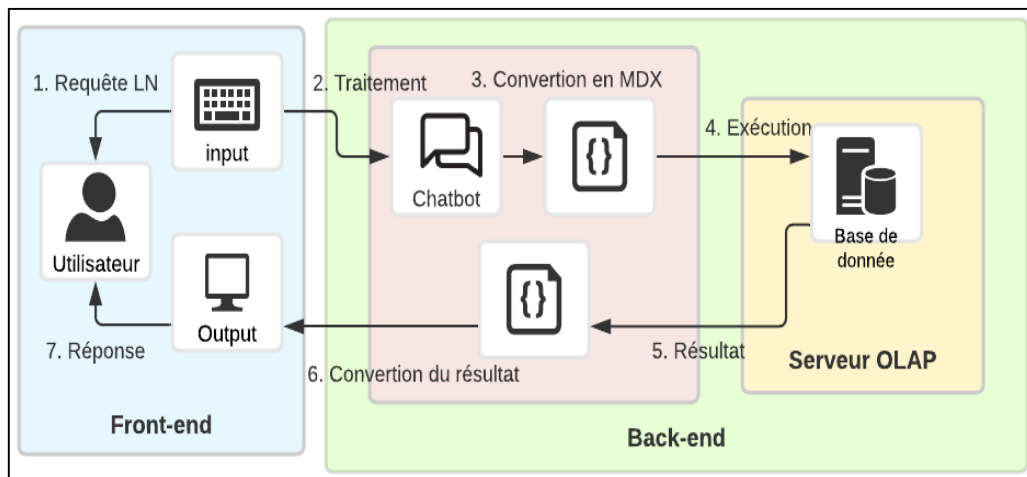 1. Requête LN
input
2. Traitement
3. Convertion en MDX
4. Exécution
Chatbot
Utilisateur
Base de
donnée
Output
7. Réponse
6. Convertion du résultat
5. Résultat
Serveur OLAP
Front-end
Back-end